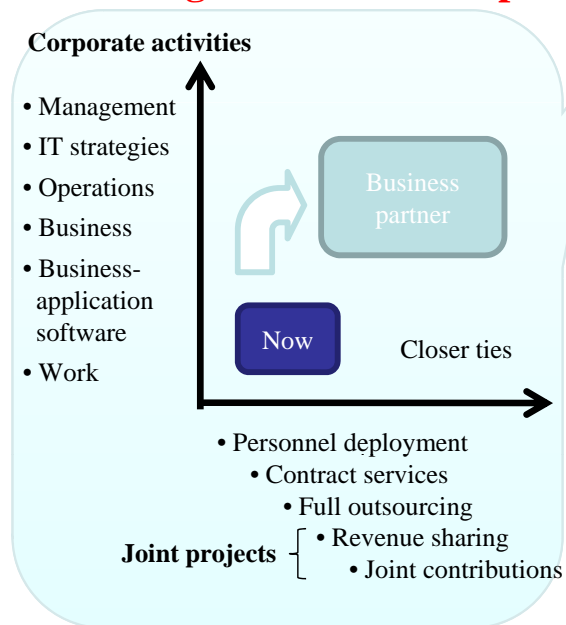 Corporate activities
• Management
• IT strategies
• Operations
• Business
• Business-
application
software
• Work
Business
partner
Now
Closer ties
• Personnel deployment
• Contract services
• Full outsourcing
Joint projects
• Revenue sharing
• Joint contributions